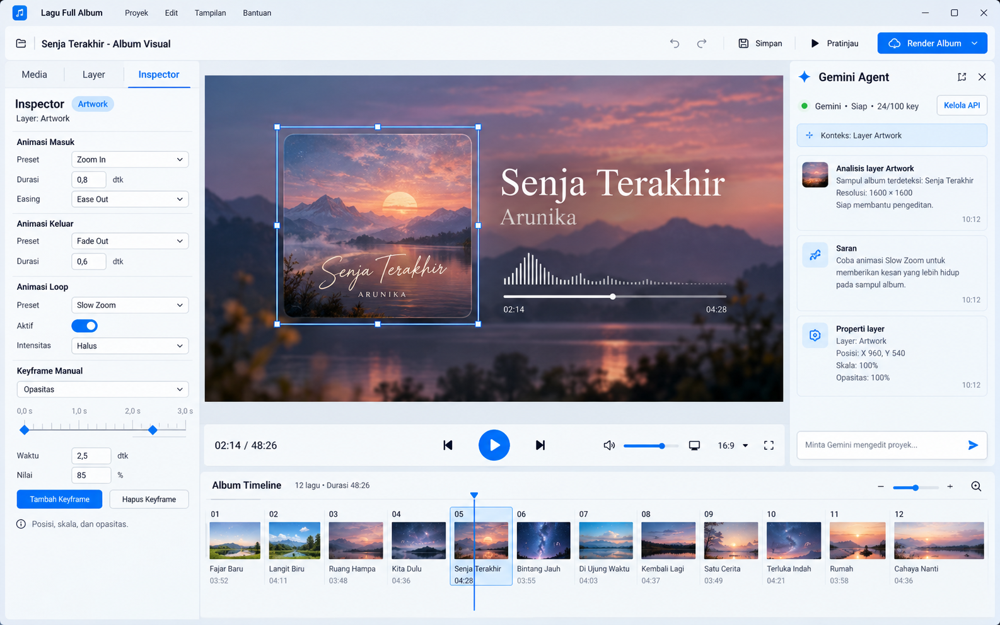 Lagu Full Album
Proyek
Edit
Tampilan
Bantuan
Senja Terakhir - Album Visual
Simpan
Pratinjau
Render Album
Media
Layer
Inspector
Inspector
Artwork
Layer: Artwork
Animasi Masuk
Preset
Zoom In
Durasi
0,8
dtk
Easing
Ease Out
Animasi Keluar
Preset
Fade Out
Durasi
0,6
dtk
Animasi Loop
Preset
Slow Zoom
Aktif
Intensitas
Halus
Keyframe Manual
Opasitas
0,0 s
1,0 s
2,0 s
3,0 s
Waktu
2,5
dtk
Nilai
85
%
Tambah Keyframe
Hapus Keyframe
Posisi, skala, dan opasitas.
Senja Terakhir
ARUNIKA
Senja Terakhir
Arunika
02:14
04:28
02:14 / 48:26
16:9
Gemini Agent
Gemini • Siap • 24/100 key
Kelola API
Konteks: Layer Artwork
Analisis layer Artwork
Sampul album terdeteksi: Senja Terakhir
Resolusi: 1600 × 1600
Siap membantu pengeditan.
10:12
Saran
Coba animasi Slow Zoom untuk
memberikan kesan yang lebih hidup
pada sampul album.
10:12
Properti layer
Layer: Artwork
Posisi: X 960, Y 540
Skala: 100%
Opasitas: 100%
10:12
Minta Gemini mengedit proyek...
Album Timeline
12 lagu • Durasi 48:26
01
Fajar Baru
03:52
02
Langit Biru
04:11
03
Ruang Hampa
03:48
04
Kita Dulu
04:36
05
Senja Terakhir
04:28
06
Bintang Jauh
03:55
07
Di Ujung Waktu
04:03
08
Kembali Lagi
04:37
09
Satu Cerita
03:49
10
Terluka Indah
04:21
11
Rumah
03:58
12
Cahaya Nanti
04:36